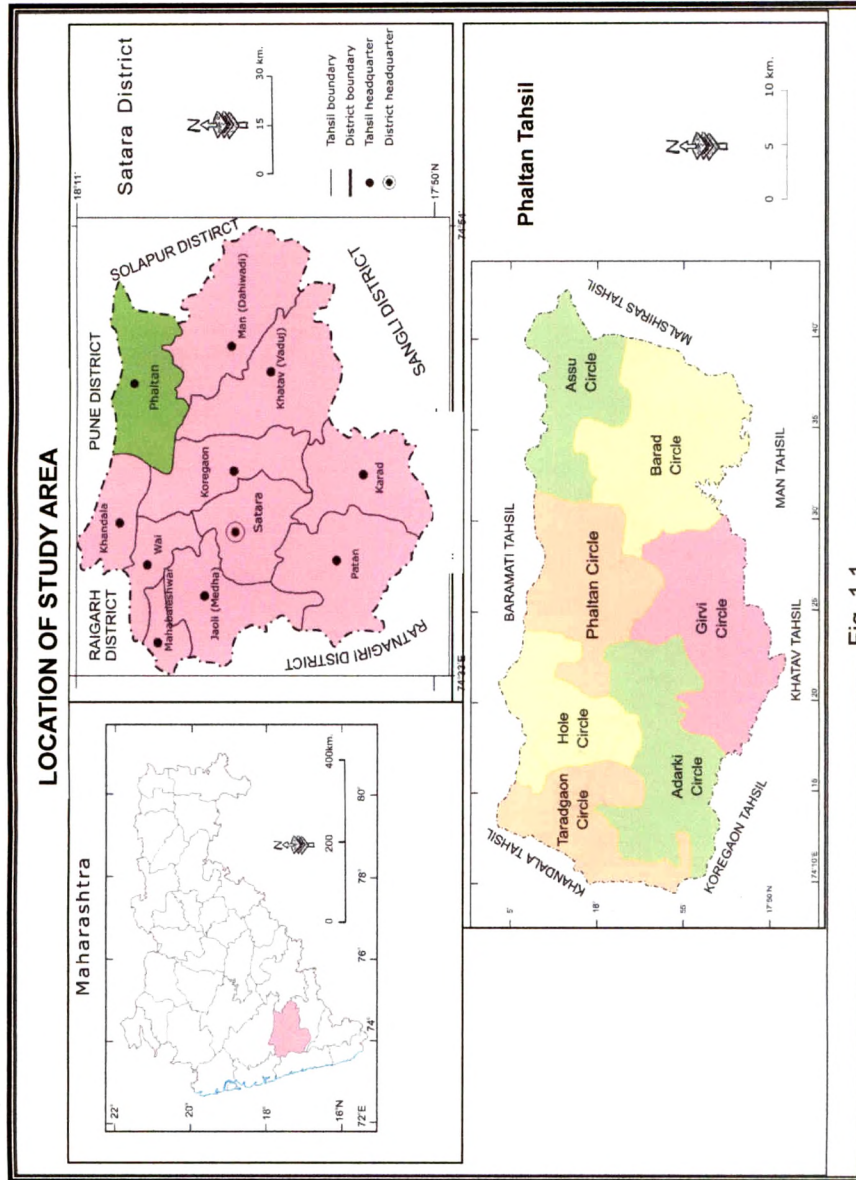 LOCATION OF STUDY AREA
Maharashtra
22°
20°
18°
16°N
72°E
74°
76°
78°
80°
N
0 200 400km.
Satara District
N
0 15 30 km.
Tahsil boundary
District boundary
Tahsil headquarter
District headquarter
18°11'
17°50'
74°33'E
74°54'
PUNE DISTRICT
SOLAPUR DISTIRCT
RAIGARH
DISTRICT
SANGLI DISTRICT
RATNAGIRI DISTRICT
Khandala
Phaltan
Wai
Mahabaleshwar
Jaoli (Medha)
Koregaon
Satara
Man (Dahiwadi)
Khatav (Vaduj)
Patan
Karad
Phaltan Tahsil
N
0 5 10 km.
BARAMATI TAHSIL
MALSHIRAS TAHSIL
KHANDALA TAHSIL
KOREGAON TAHSIL
KHATAV TAHSIL
MAN TAHSIL
Taradgaon
Circle
Hole
Circle
Phaltan Circle
Assu
Circle
Barad
Circle
Adarki
Circle
Girvi
Circle
5'
18°
55'
17°50'N
74°10'E
20'
25'
30'
35'
40'
Fig. 1.1